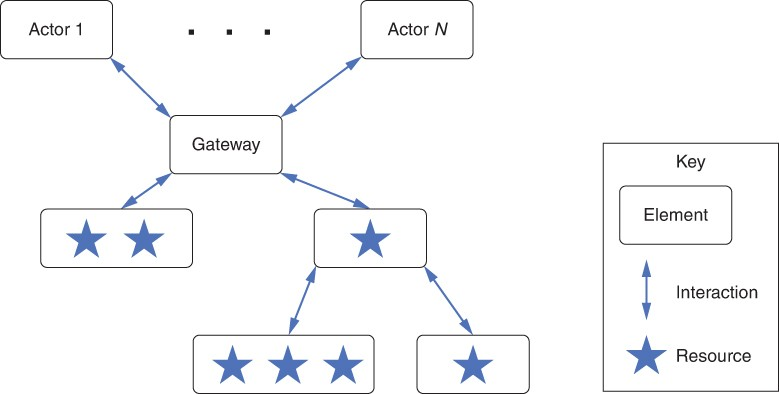 Actor 1
. . .
Actor N
Gateway
Key
Element
Interaction
Resource